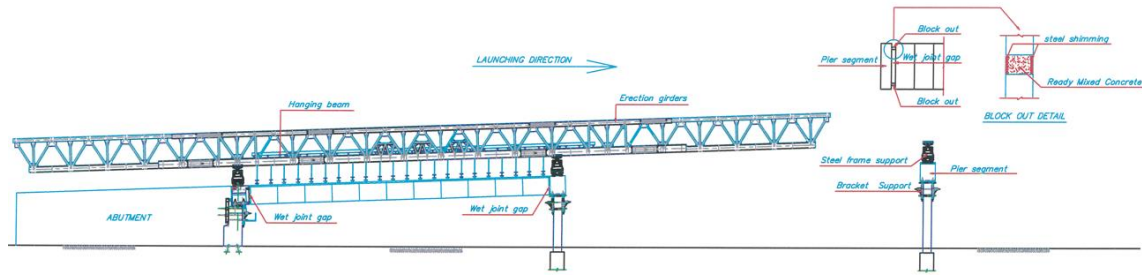 Block out
steel shimming
Pier segment
Wet joint gap
LAUNCHING DIRECTION
Ready Mixed Concrete
Block out
Hanging beam
Erection girders
BLOCK OUT DETAIL
Steel frame support
Pier segment
Bracket Support
Wet joint gap
Wet joint gap
ABUTMENT